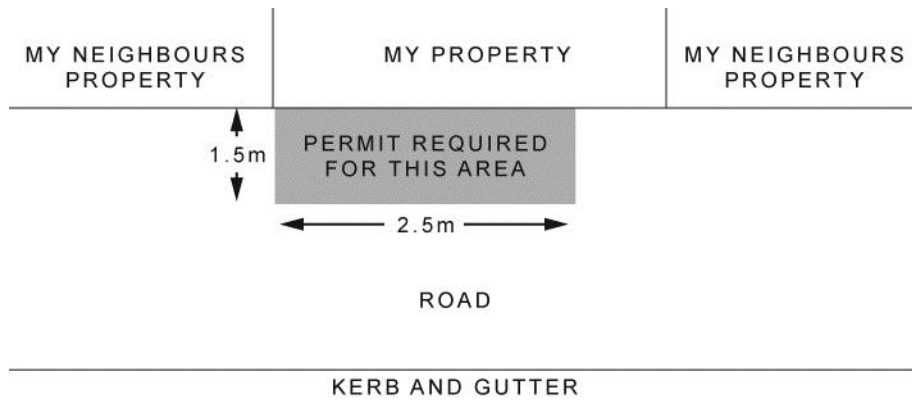 MY NEIGHBOURS
PROPERTY
MY PROPERTY
MY NEIGHBOURS
PROPERTY
PERMIT REQUIRED
FOR THIS AREA
1.5m
2.5m
ROAD
KERB AND GUTTER